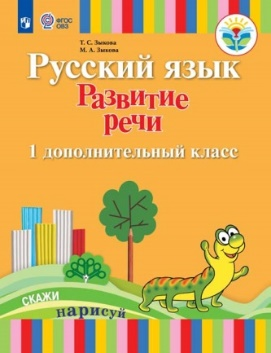 ФГОС
ОВЗ
Т. С. Зыкова
М. А. Зыкова
Русский язык
Развитие
речи
1 дополнительный класс
СКАЖИ
нарисуй